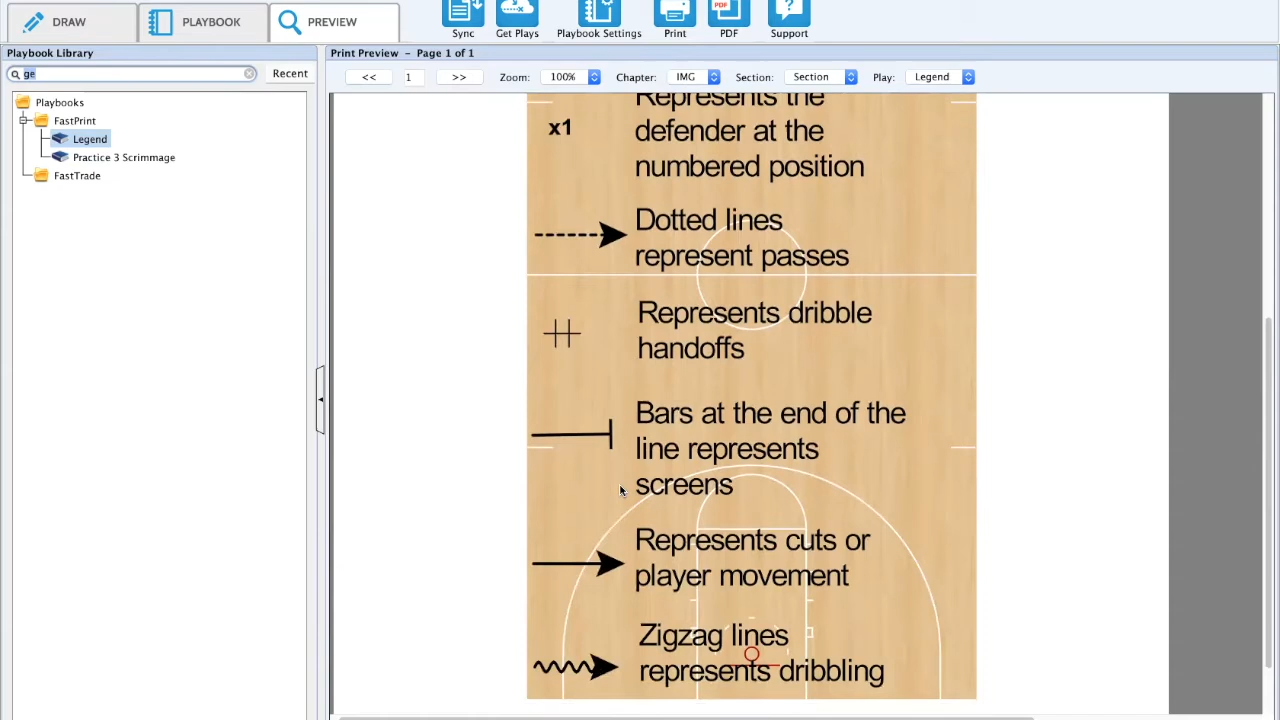 DRAW
PLAYBOOK
PREVIEW
Sync
Get Plays
Playbook Settings
Print
PDF
PDF
Support
Playbook Library
Print Preview – Page 1 of 1
ge
Recent
<<
1
>>
Zoom:
100%
Chapter:
IMG
Section:
Section
Play:
Legend
Playbooks
FastPrint
Legend
Practice 3 Scrimmage
FastTrade
x1
Represents the
defender at the
numbered position
Dotted lines
represent passes
Represents dribble
handoffs
Bars at the end of the
line represents
screens
Represents cuts or
player movement
Zigzag lines
represents dribbling